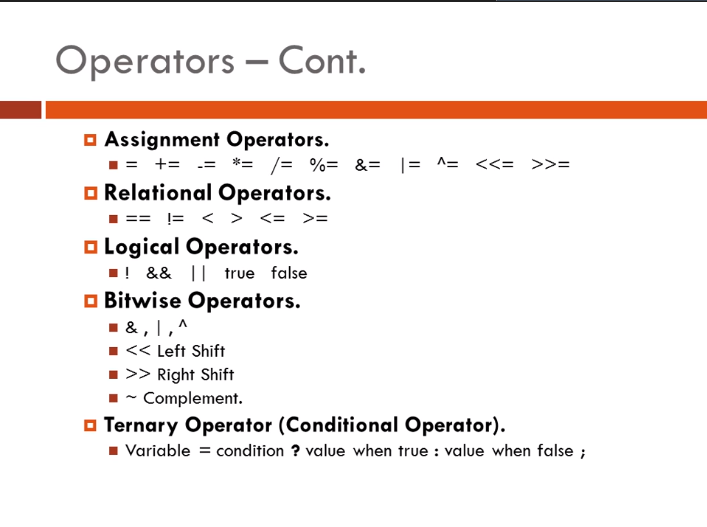 Operators – Cont.
Assignment Operators.
= += -= *= /= %= &= |= ^= <<= >>=
Relational Operators.
== != < > <= >=
Logical Operators.
! && || true false
Bitwise Operators.
& , | , ^
<< Left Shift
>> Right Shift
~ Complement.
Ternary Operator (Conditional Operator).
Variable = condition ? value when true : value when false ;